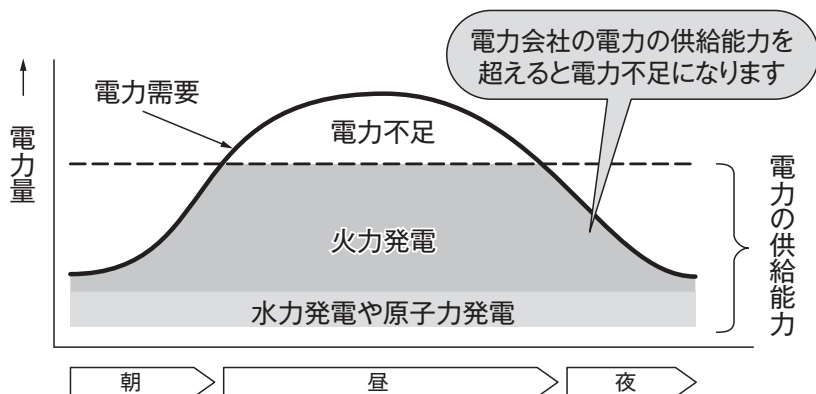 電力会社の電力の供給能力を
超えると電力不足になります
電力需要
電力不足
電力量
火力発電
電力の供給能力
水力発電や原子力発電
朝
昼
夜